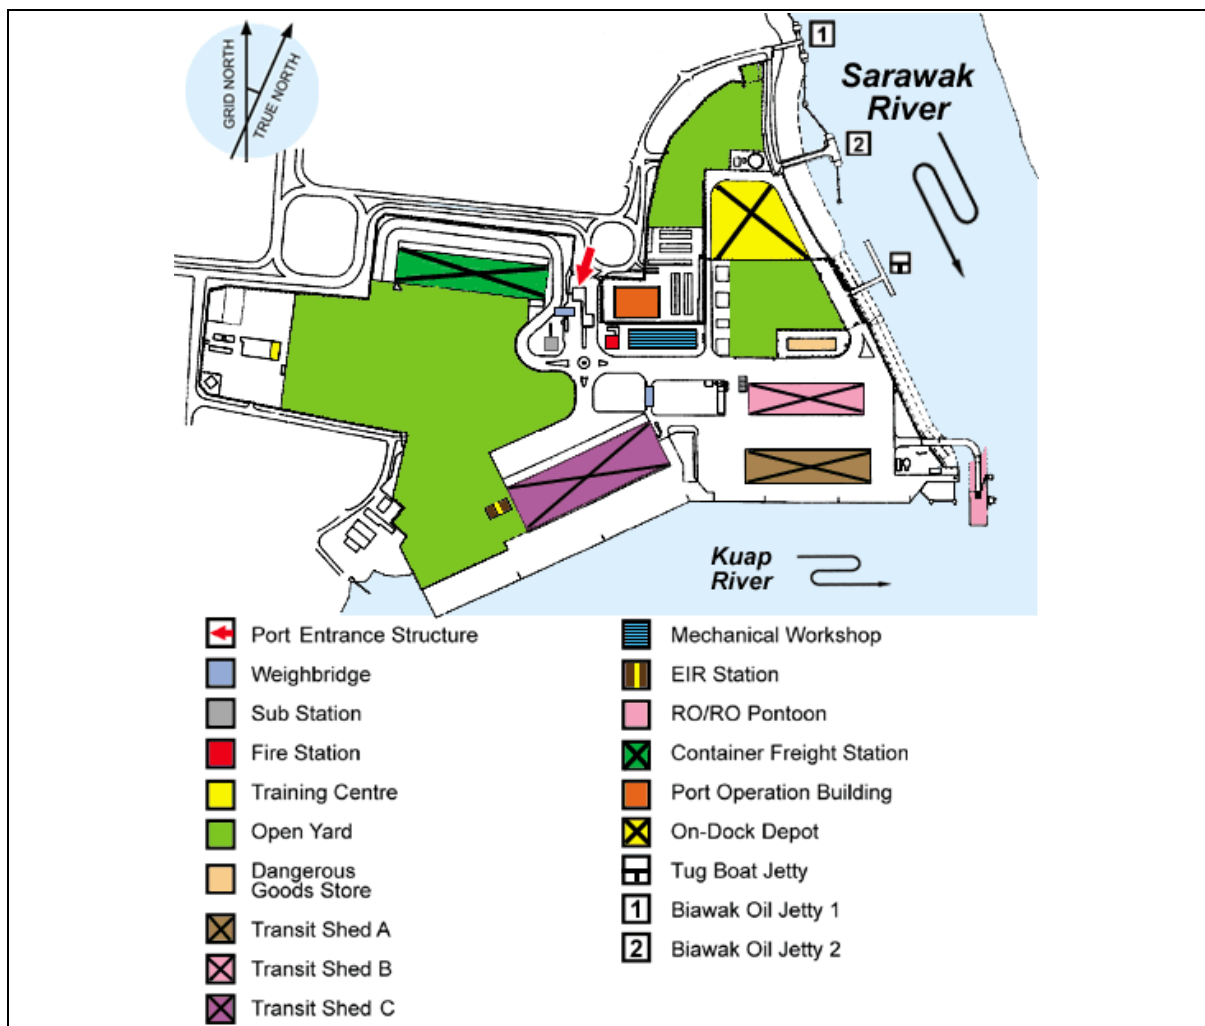 GRID NORTH
TRUE NORTH
1
Sarawak
River
2
Kuap
River
Port Entrance Structure
Weighbridge
Sub Station
Fire Station
Training Centre
Open Yard
Dangerous
Goods Store
Transit Shed A
Transit Shed B
Transit Shed C
Mechanical Workshop
EIR Station
RO/RO Pontoon
Container Freight Station
Port Operation Building
On-Dock Depot
Tug Boat Jetty
1 Biawak Oil Jetty 1
2 Biawak Oil Jetty 2